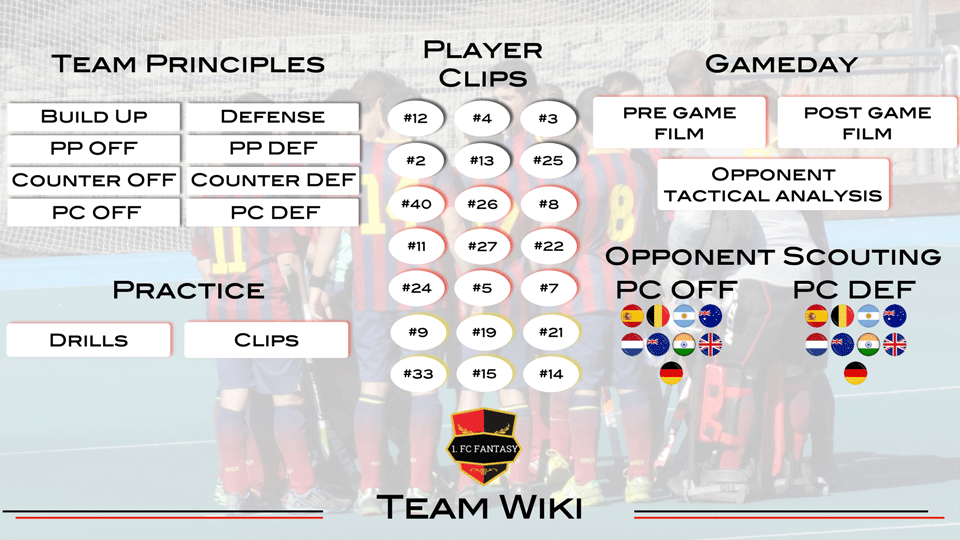 TEAM PRINCIPLES
BUILD UP
DEFENSE
PP OFF
PP DEF
COUNTER OFF
COUNTER DEF
PC OFF
PC DEF
PRACTICE
DRILLS
CLIPS
PLAYER
CLIPS
#12 #4 #3
#2 #13 #25
#40 #26 #8
#11 #27 #22
#24 #5 #7
#9 #19 #21
#33 #15 #14
GAMEDAY
PRE GAME
FILM
POST GAME
FILM
OPPONENT
TACTICAL ANALYSIS
OPPONENT SCOUTING
PC OFF
PC DEF
11
14
8
1. FC FANTASY
TEAM WIKI